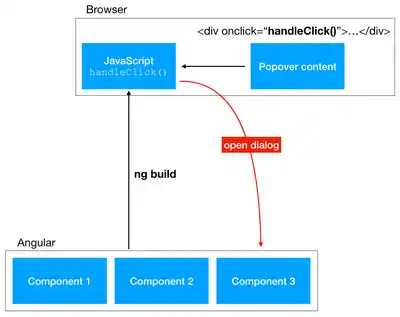 Browser
<div onclick=“handleClick()”>…</div>
JavaScript
handleClick()
Popover content
open dialog
ng build
Angular
Component 1
Component 2
Component 3